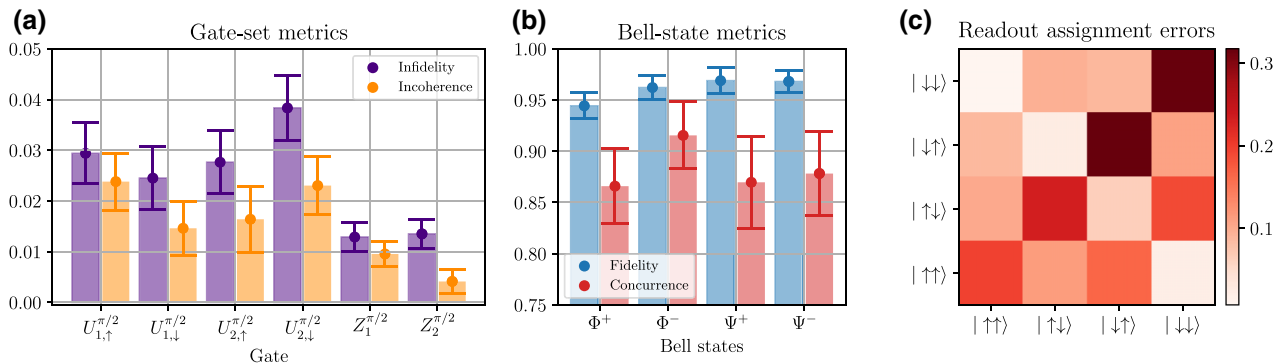 (a)
Gate-set metrics
0.05
0.04
0.03
0.02
0.01
0.00
Infidelity
Incoherence
U_{1,↑}^{π/2} U_{1,↓}^{π/2} U_{2,↑}^{π/2} U_{2,↓}^{π/2} Z_1^{π/2} Z_2^{π/2}
Gate
(b)
Bell-state metrics
1.00
0.95
0.90
0.85
0.80
0.75
Fidelity
Concurrence
Φ⁺ Φ⁻ Ψ⁺ Ψ⁻
Bell states
(c)
Readout assignment errors
| ↓↓⟩
| ↓↑⟩
| ↑↓⟩
| ↑↑⟩
| ↑↑⟩ | ↑↓⟩ | ↓↑⟩ | ↓↓⟩
0.3
0.2
0.1